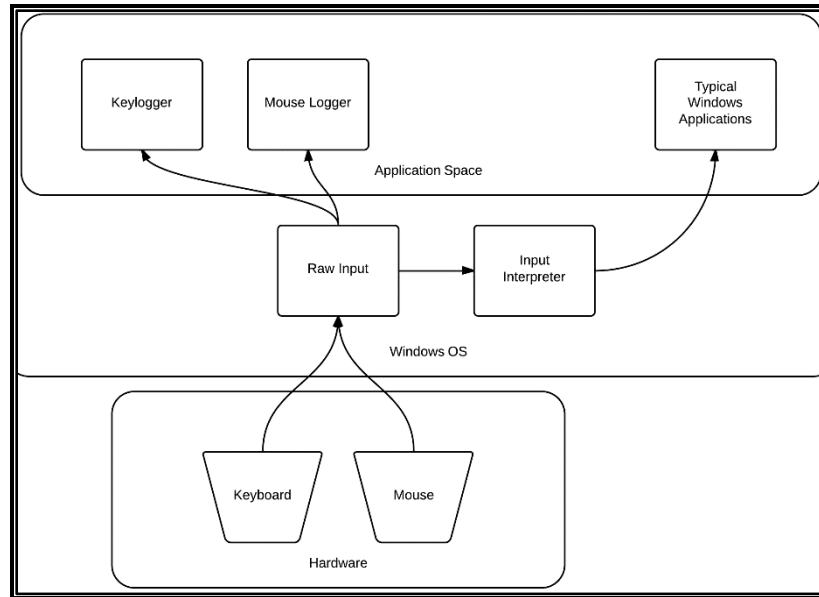 Keylogger
Mouse Logger
Typical
Windows
Applications
Application Space
Raw Input
Input
Interpreter
Windows OS
Keyboard
Mouse
Hardware